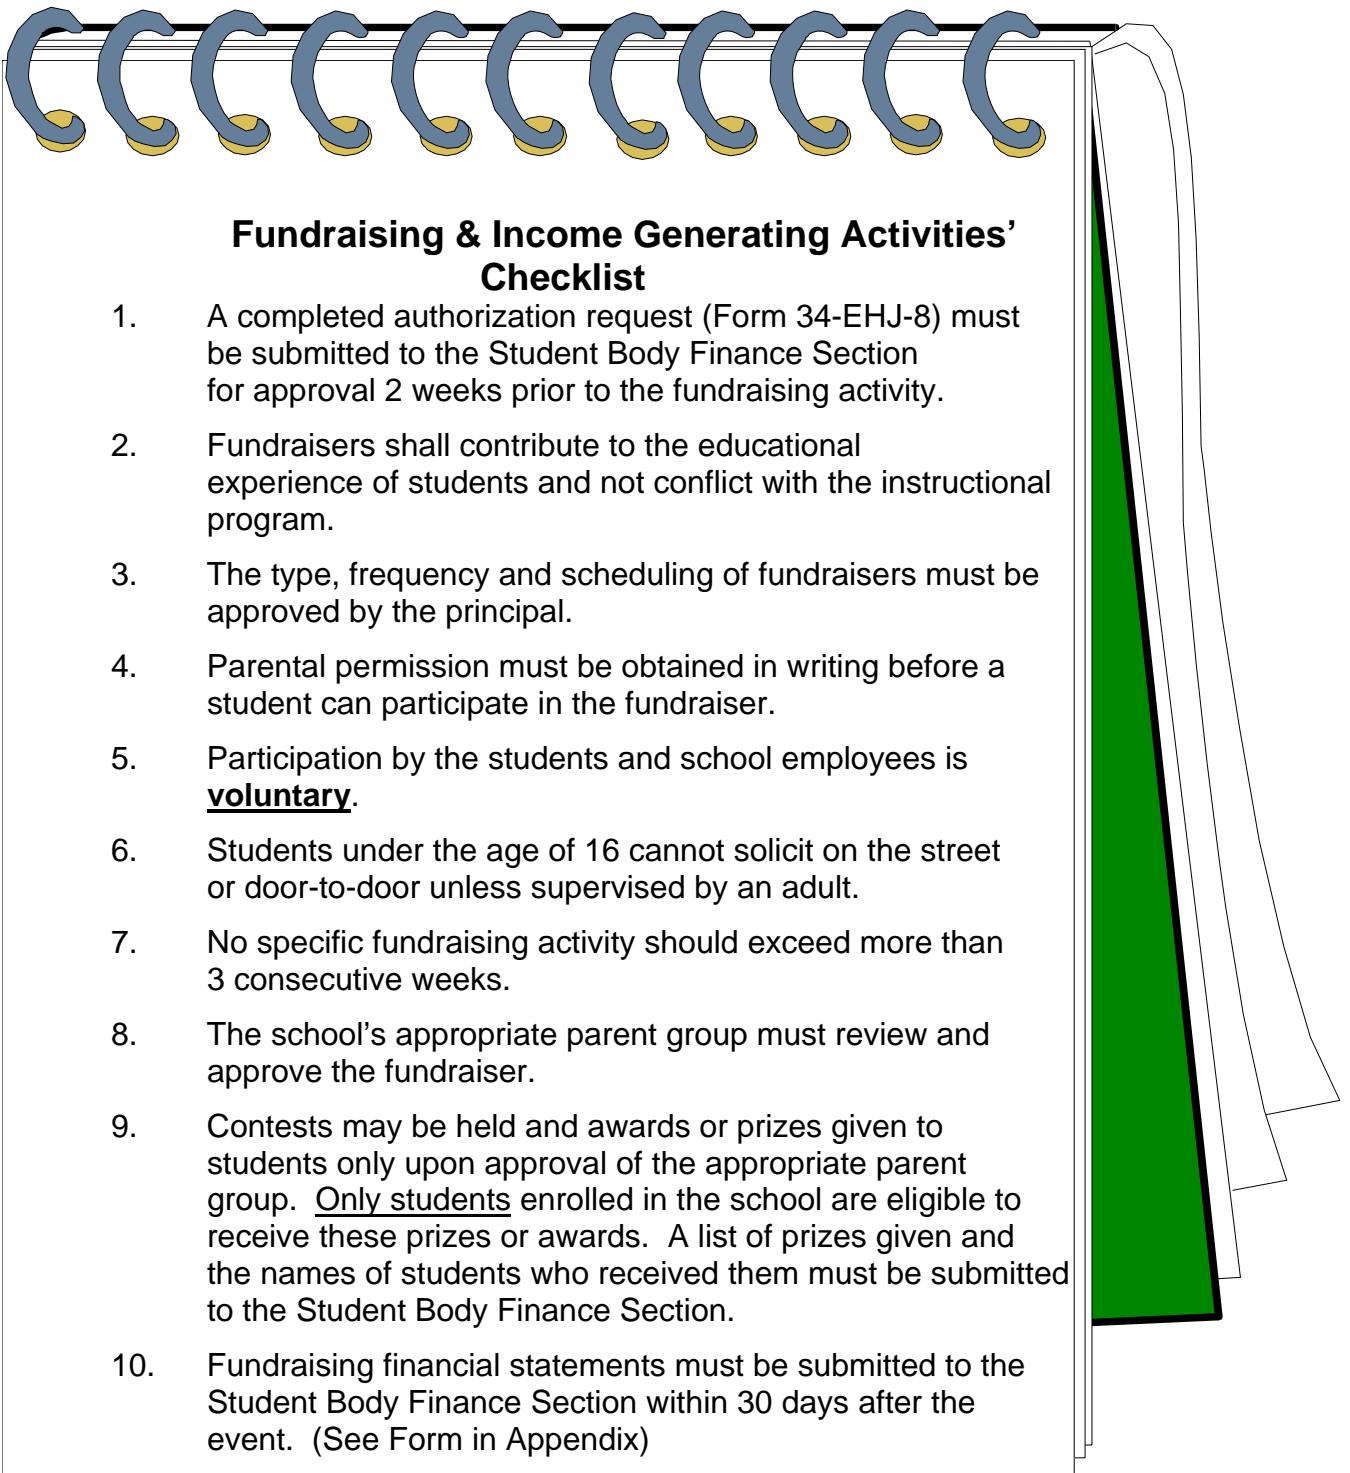 Fundraising & Income Generating Activities’
Checklist
1. A completed authorization request (Form 34-EHJ-8) must
be submitted to the Student Body Finance Section
for approval 2 weeks prior to the fundraising activity.
2. Fundraisers shall contribute to the educational
experience of students and not conflict with the instructional
program.
3. The type, frequency and scheduling of fundraisers must be
approved by the principal.
4. Parental permission must be obtained in writing before a
student can participate in the fundraiser.
5. Participation by the students and school employees is
voluntary.
6. Students under the age of 16 cannot solicit on the street
or door-to-door unless supervised by an adult.
7. No specific fundraising activity should exceed more than
3 consecutive weeks.
8. The school’s appropriate parent group must review and
approve the fundraiser.
9. Contests may be held and awards or prizes given to
students only upon approval of the appropriate parent
group. Only students enrolled in the school are eligible to
receive these prizes or awards. A list of prizes given and
the names of students who received them must be submitted
to the Student Body Finance Section.
10. Fundraising financial statements must be submitted to the
Student Body Finance Section within 30 days after the
event. (See Form in Appendix)